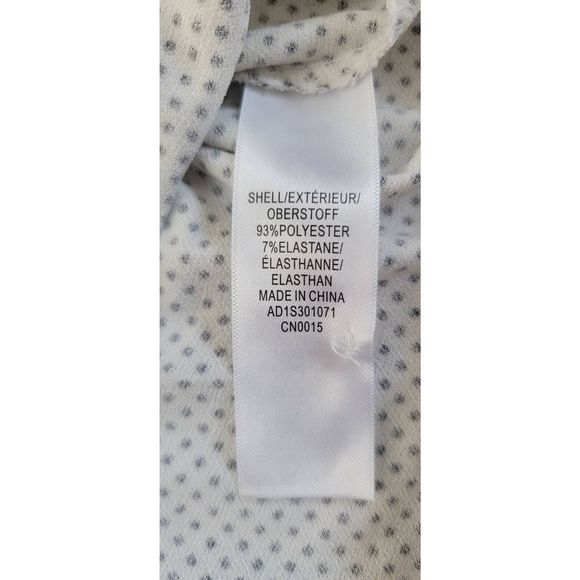 SHELL/EXTÉRIEUR/
OBERSTOFF
93%POLYESTER
7%ELASTANE/
ÉLASTHANNE/
ELASTHAN
MADE IN CHINA
AD1S301071
CN0015